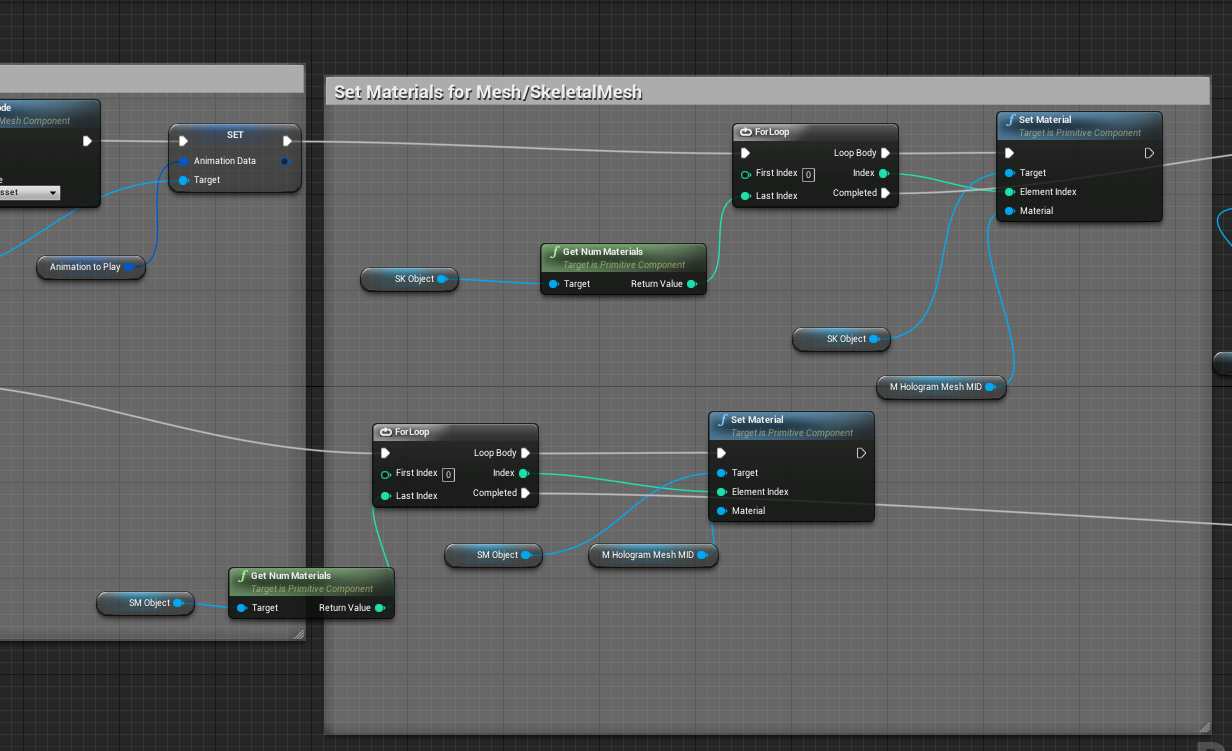 ode
Mesh Component
e
sset
SET
Animation Data
Target
Animation to Play
Set Materials for Mesh/SkeletalMesh
ForLoop
Loop Body
First Index 0
Index
Last Index
Completed
Set Material
Target is Primitive Component
Target
Element Index
Material
SK Object
Get Num Materials
Target is Primitive Component
Target Return Value
SK Object
M Hologram Mesh MID
ForLoop
Loop Body
First Index 0
Index
Last Index
Completed
Set Material
Target is Primitive Component
Target
Element Index
Material
SM Object
M Hologram Mesh MID
SM Object
Get Num Materials
Target is Primitive Component
Target Return Value